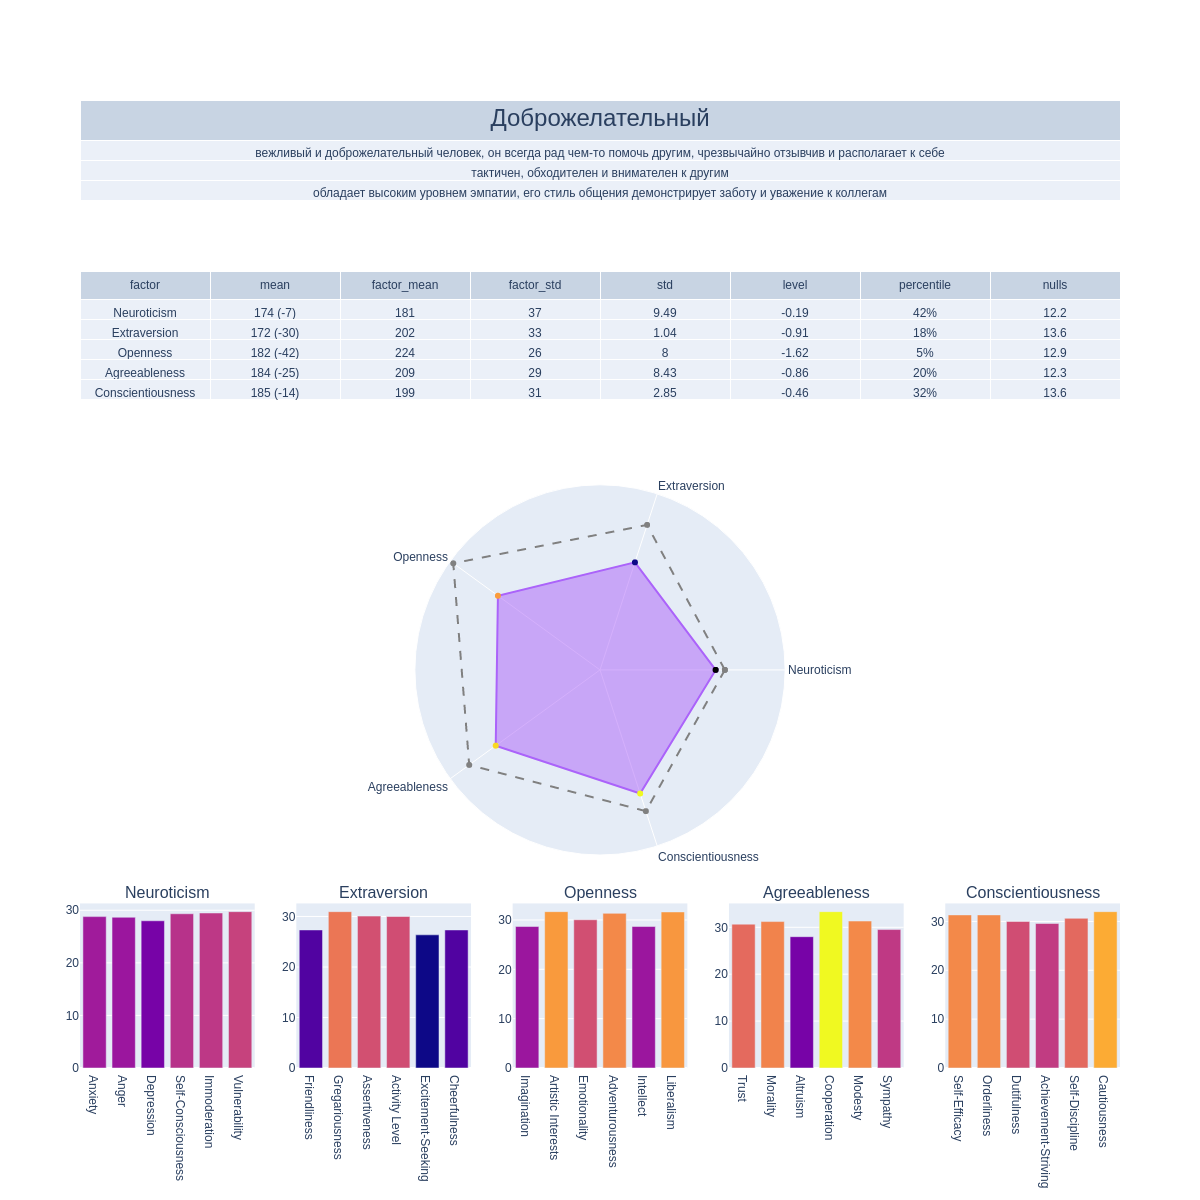 Доброжелательный
вежливый и доброжелательный человек, он всегда рад чем-то помочь другим, чрезвычайно отзывчив и располагает к себе
тактичен, обходителен и внимателен к другим
обладает высоким уровнем эмпатии, его стиль общения демонстрирует заботу и уважение к коллегам
factor mean factor_mean factor_std std level percentile nulls
Neuroticism 174 (-7) 181 37 9.49 -0.19 42% 12.2
Extraversion 172 (-30) 202 33 1.04 -0.91 18% 13.6
Openness 182 (-42) 224 26 8 -1.62 5% 12.9
Agreeableness 184 (-25) 209 29 8.43 -0.86 20% 12.3
Conscientiousness 185 (-14) 199 31 2.85 -0.46 32% 13.6
Extraversion
Openness
Neuroticism
Agreeableness
Conscientiousness
Neuroticism
30
20
10
0
Anxiety
Anger
Depression
Self-Consciousness
Immoderation
Vulnerability
Extraversion
30
20
10
0
Friendliness
Gregariousness
Assertiveness
Activity Level
Excitement-Seeking
Cheerfulness
Openness
30
20
10
0
Imagination
Artistic Interests
Emotionality
Adventurousness
Intellect
Liberalism
Agreeableness
30
20
10
0
Trust
Morality
Altruism
Cooperation
Modesty
Sympathy
Conscientiousness
30
20
10
0
Self-Efficacy
Orderliness
Dutifulness
Achievement-Striving
Self-Discipline
Cautiousness